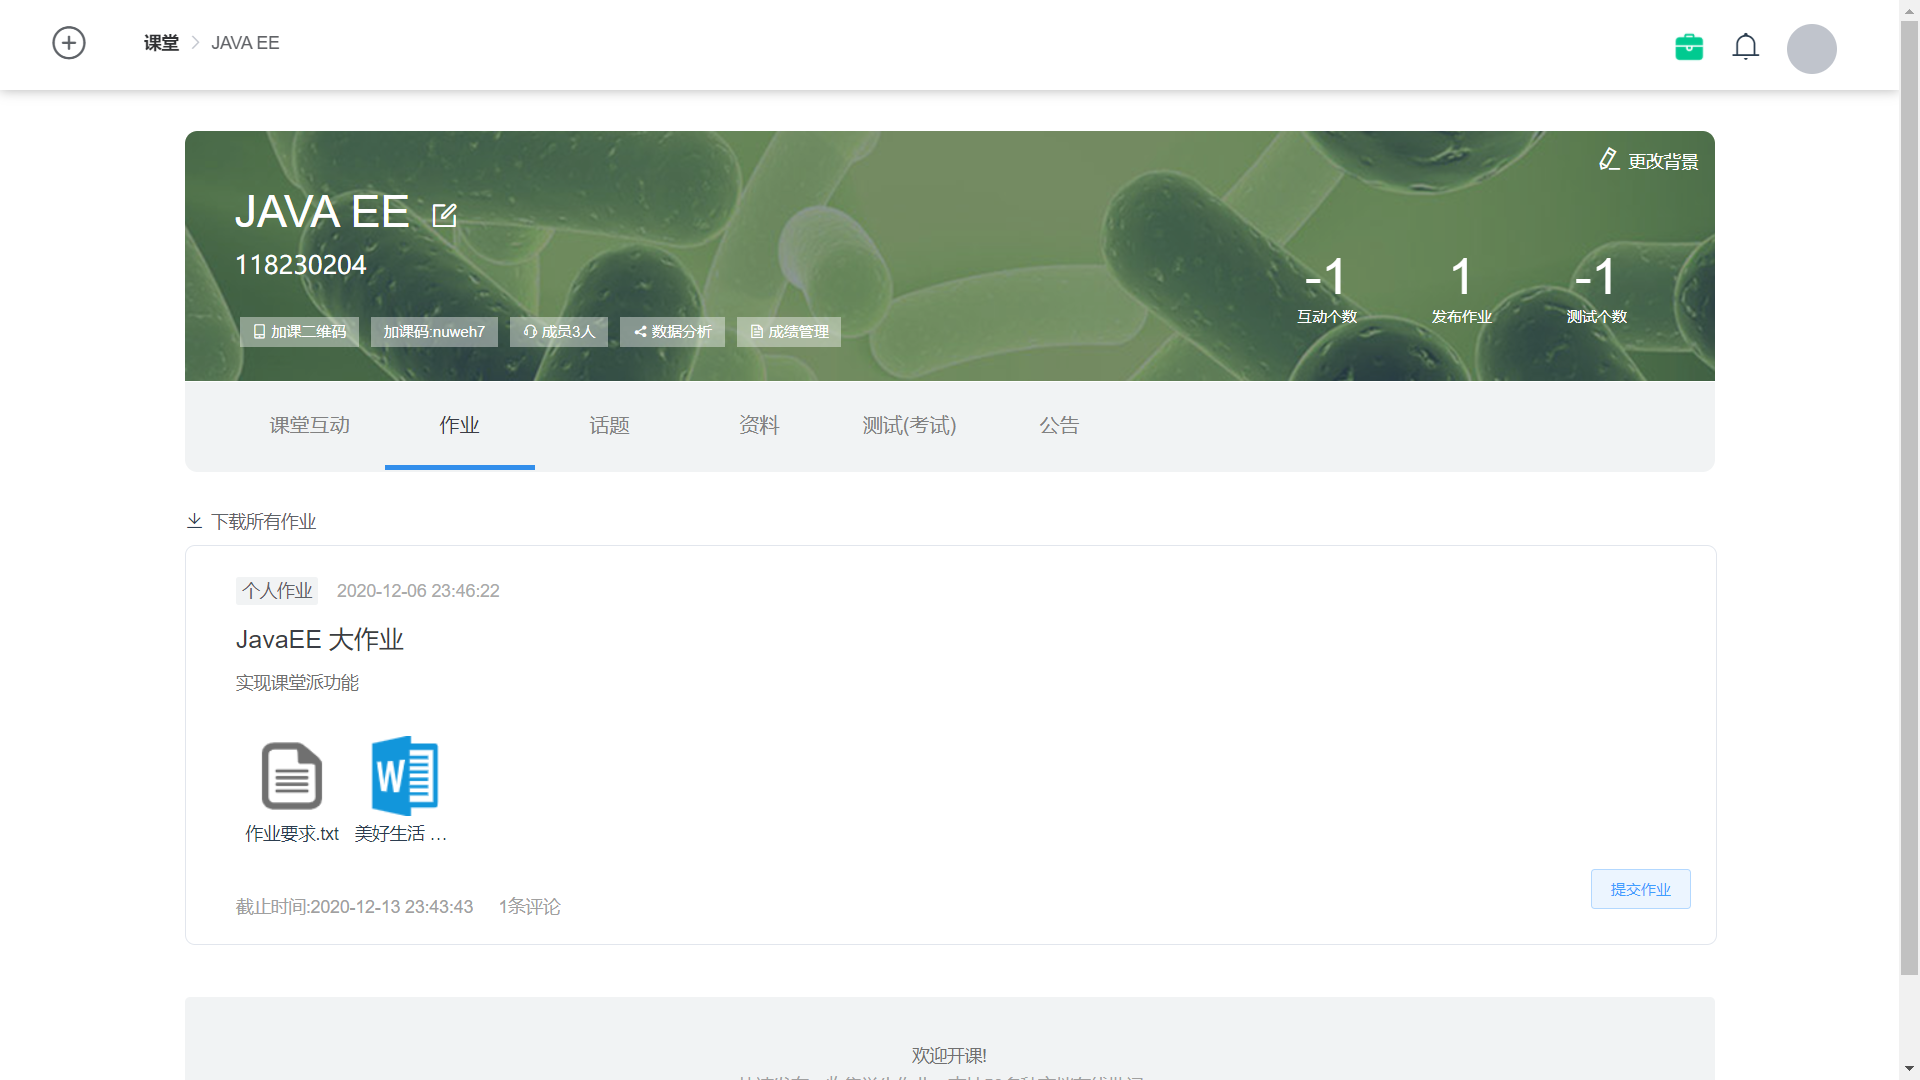 课堂 > JAVA EE
更改背景
JAVA EE
118230204
-1 1 -1
互动个数 发布作业 测试个数
加课二维码 加课码:nuweh7 成员3人 数据分析 成绩管理
课堂互动 作业 话题 资料 测试(考试) 公告
下载所有作业
个人作业 2020-12-06 23:46:22
JavaEE 大作业
实现课堂派功能
W
作业要求.txt 美好生活 ...
提交作业
截止时间:2020-12-13 23:43:43 1条评论
欢迎开课!